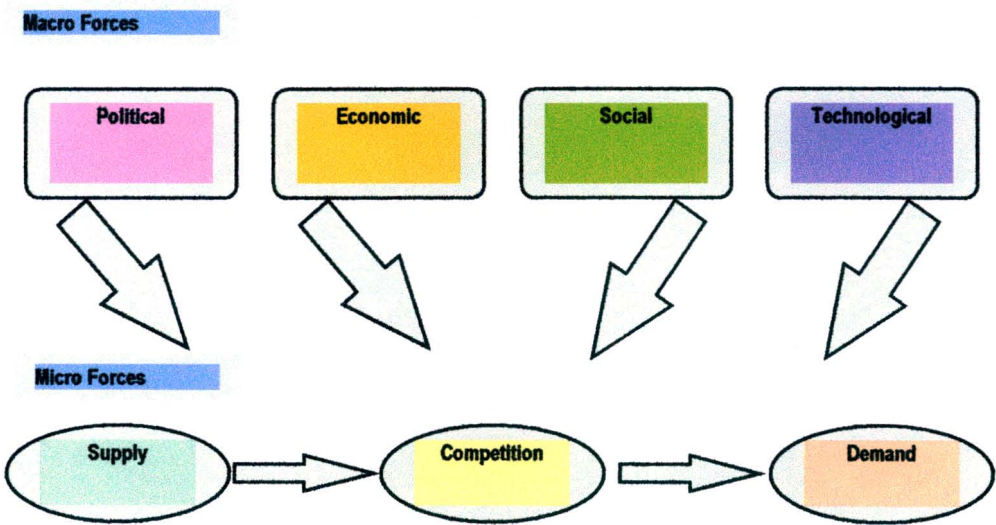 Macro Forces
Political
Economic
Social
Technological
Micro Forces
Supply
Competition
Demand